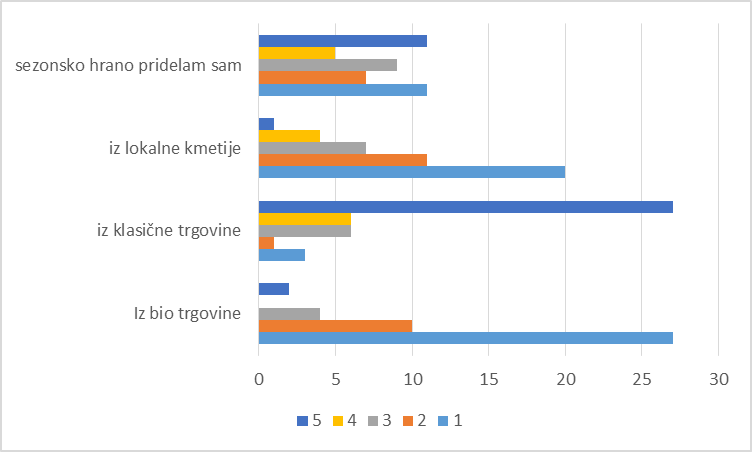 sezonsko hrano pridelam sam
iz lokalne kmetije
iz klasične trgovine
Iz bio trgovine
0 5 10 15 20 25 30
5 4 3 2 1